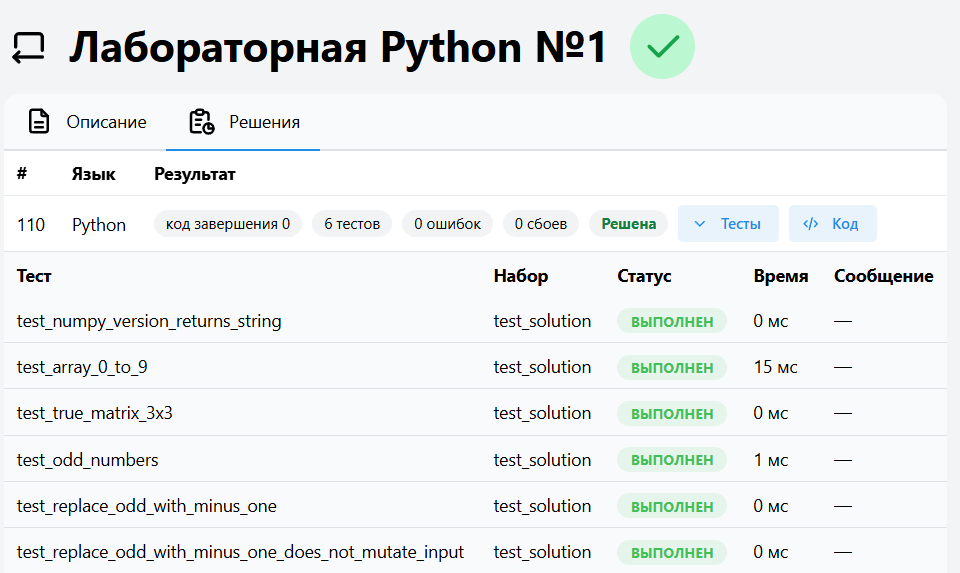 Лабораторная Python №1
Описание Решения
# Язык Результат
110 Python код завершения 0 6 тестов 0 ошибок 0 сбоев Решена Тесты </> Код
Тест Набор Статус Время Сообщение
test_numpy_version_returns_string test_solution ВЫПОЛНЕН 0 мс —
test_array_0_to_9 test_solution ВЫПОЛНЕН 15 мс —
test_true_matrix_3x3 test_solution ВЫПОЛНЕН 0 мс —
test_odd_numbers test_solution ВЫПОЛНЕН 1 мс —
test_replace_odd_with_minus_one test_solution ВЫПОЛНЕН 0 мс —
test_replace_odd_with_minus_one_does_not_mutate_input test_solution ВЫПОЛНЕН 0 мс —